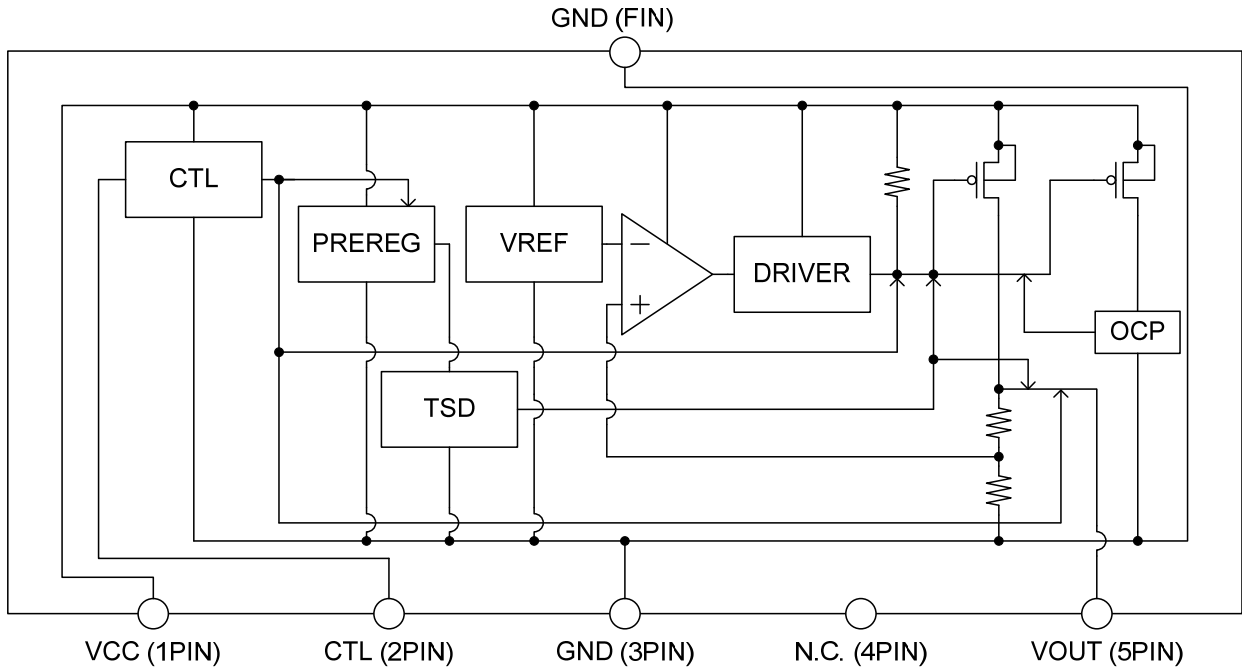 GND (FIN)
CTL
PREREG
VREF
−
+
DRIVER
OCP
TSD
VCC (1PIN)
CTL (2PIN)
GND (3PIN)
N.C. (4PIN)
VOUT (5PIN)